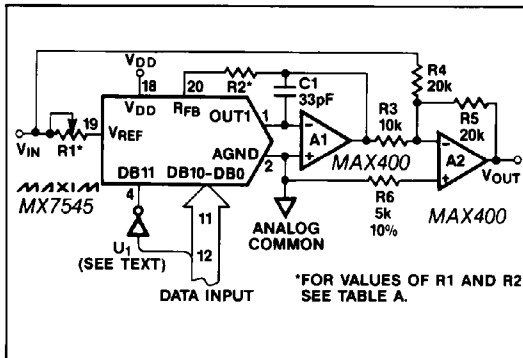 VDD
18
20
R2*
C1
33pF
R4
20k
VDD
RFB
OUT1
1
R3
10k
R5
20k
19
VREF
A1
MAX400
A2
VIN
R1*
AGND
2
VOUT
MAXIM
MX7545
DB11
DB10-DB0
R6
5k
10%
MAX400
4
11
ANALOG
COMMON
U1
(SEE TEXT)
12
DATA INPUT
*FOR VALUES OF R1 AND R2
SEE TABLE A.